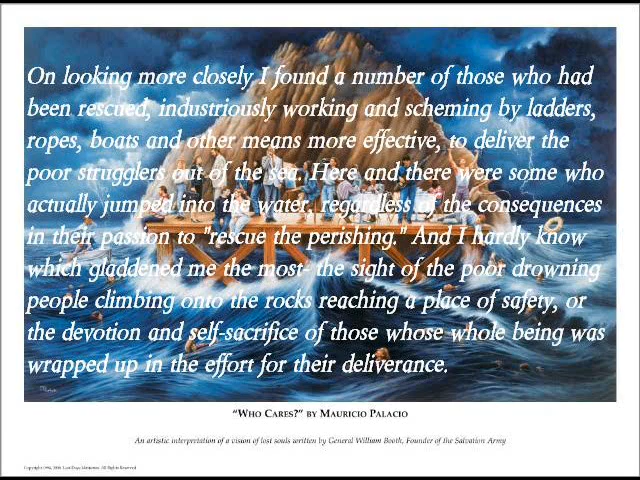 On looking more closely I found a number of those who had
been rescued, industriously working and scheming by ladders,
ropes, boats and other means more effective, to deliver the
poor strugglers out of the sea. Here and there were some who
actually jumped into the water, regardless of the consequences
in their passion to "rescue the perishing." And I hardly know
which gladdened me the most- the sight of the poor drowning
people climbing onto the rocks reaching a place of safety, or
the devotion and self-sacrifice of those whose whole being was
wrapped up in the effort for their deliverance.
"WHO CARES?" BY MAURICIO PALACIO
An artistic interpretation of a vision of lost souls written by General William Booth, Founder of the Salvation Army
Last Days Ministries. All Rights Reserved